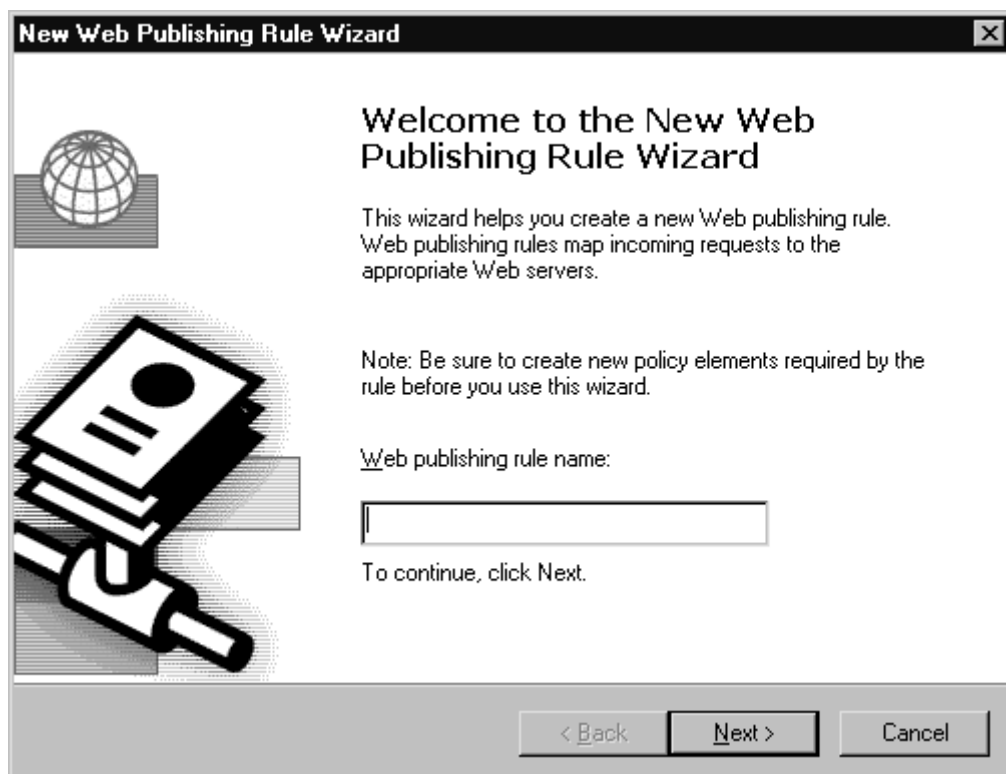 New Web Publishing Rule Wizard
Welcome to the New Web
Publishing Rule Wizard
This wizard helps you create a new Web publishing rule.
Web publishing rules map incoming requests to the
appropriate Web servers.
Note: Be sure to create new policy elements required by the
rule before you use this wizard.
Web publishing rule name:
To continue, click Next.
< Back Next > Cancel